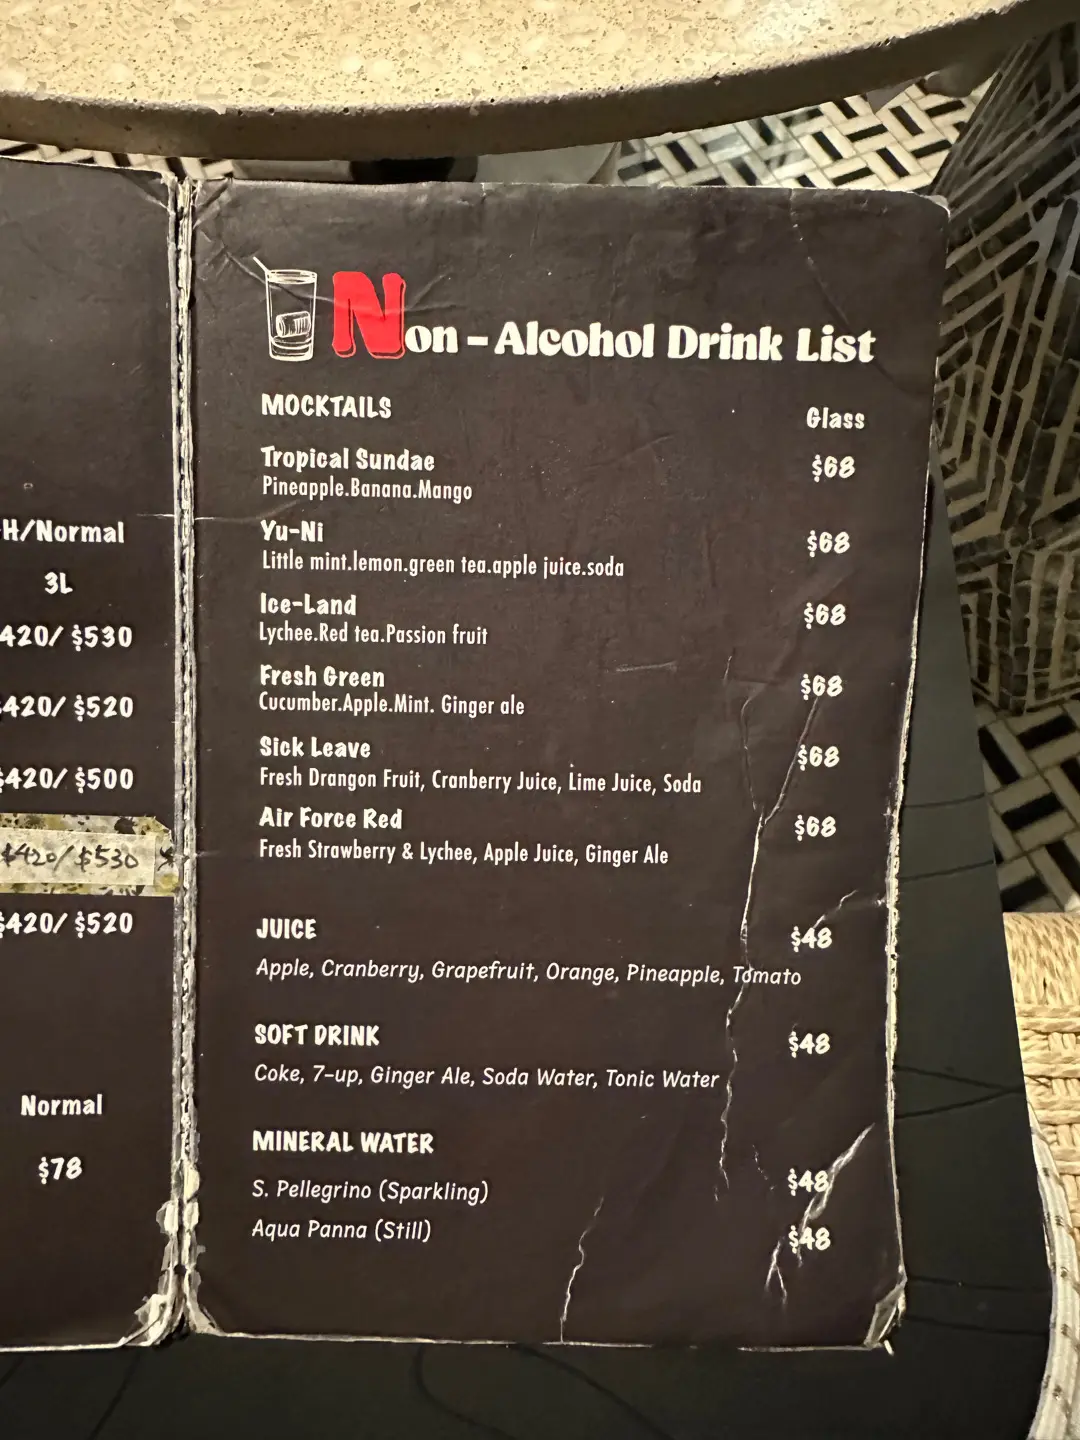 H/Normal
3L
420/ $530
420/ $520
$420/ $500
$420/ $530
$420/ $520
Normal
$78
Non-Alcohol Drink List
MOCKTAILS Glass
Tropical Sundae $68
Pineapple.Banana.Mango
Yu-Ni $68
Little mint.lemon.green tea.apple juice.soda
Ice-Land $68
Lychee.Red tea.Passion fruit
Fresh Green $68
Cucumber.Apple.Mint. Ginger ale
Sick Leave $68
Fresh Drangon Fruit, Cranberry Juice, Lime Juice, Soda
Air Force Red $68
Fresh Strawberry & Lychee, Apple Juice, Ginger Ale
JUICE $48
Apple, Cranberry, Grapefruit, Orange, Pineapple, Tomato
SOFT DRINK $48
Coke, 7-up, Ginger Ale, Soda Water, Tonic Water
MINERAL WATER
S. Pellegrino (Sparkling) $48
Aqua Panna (Still) $48